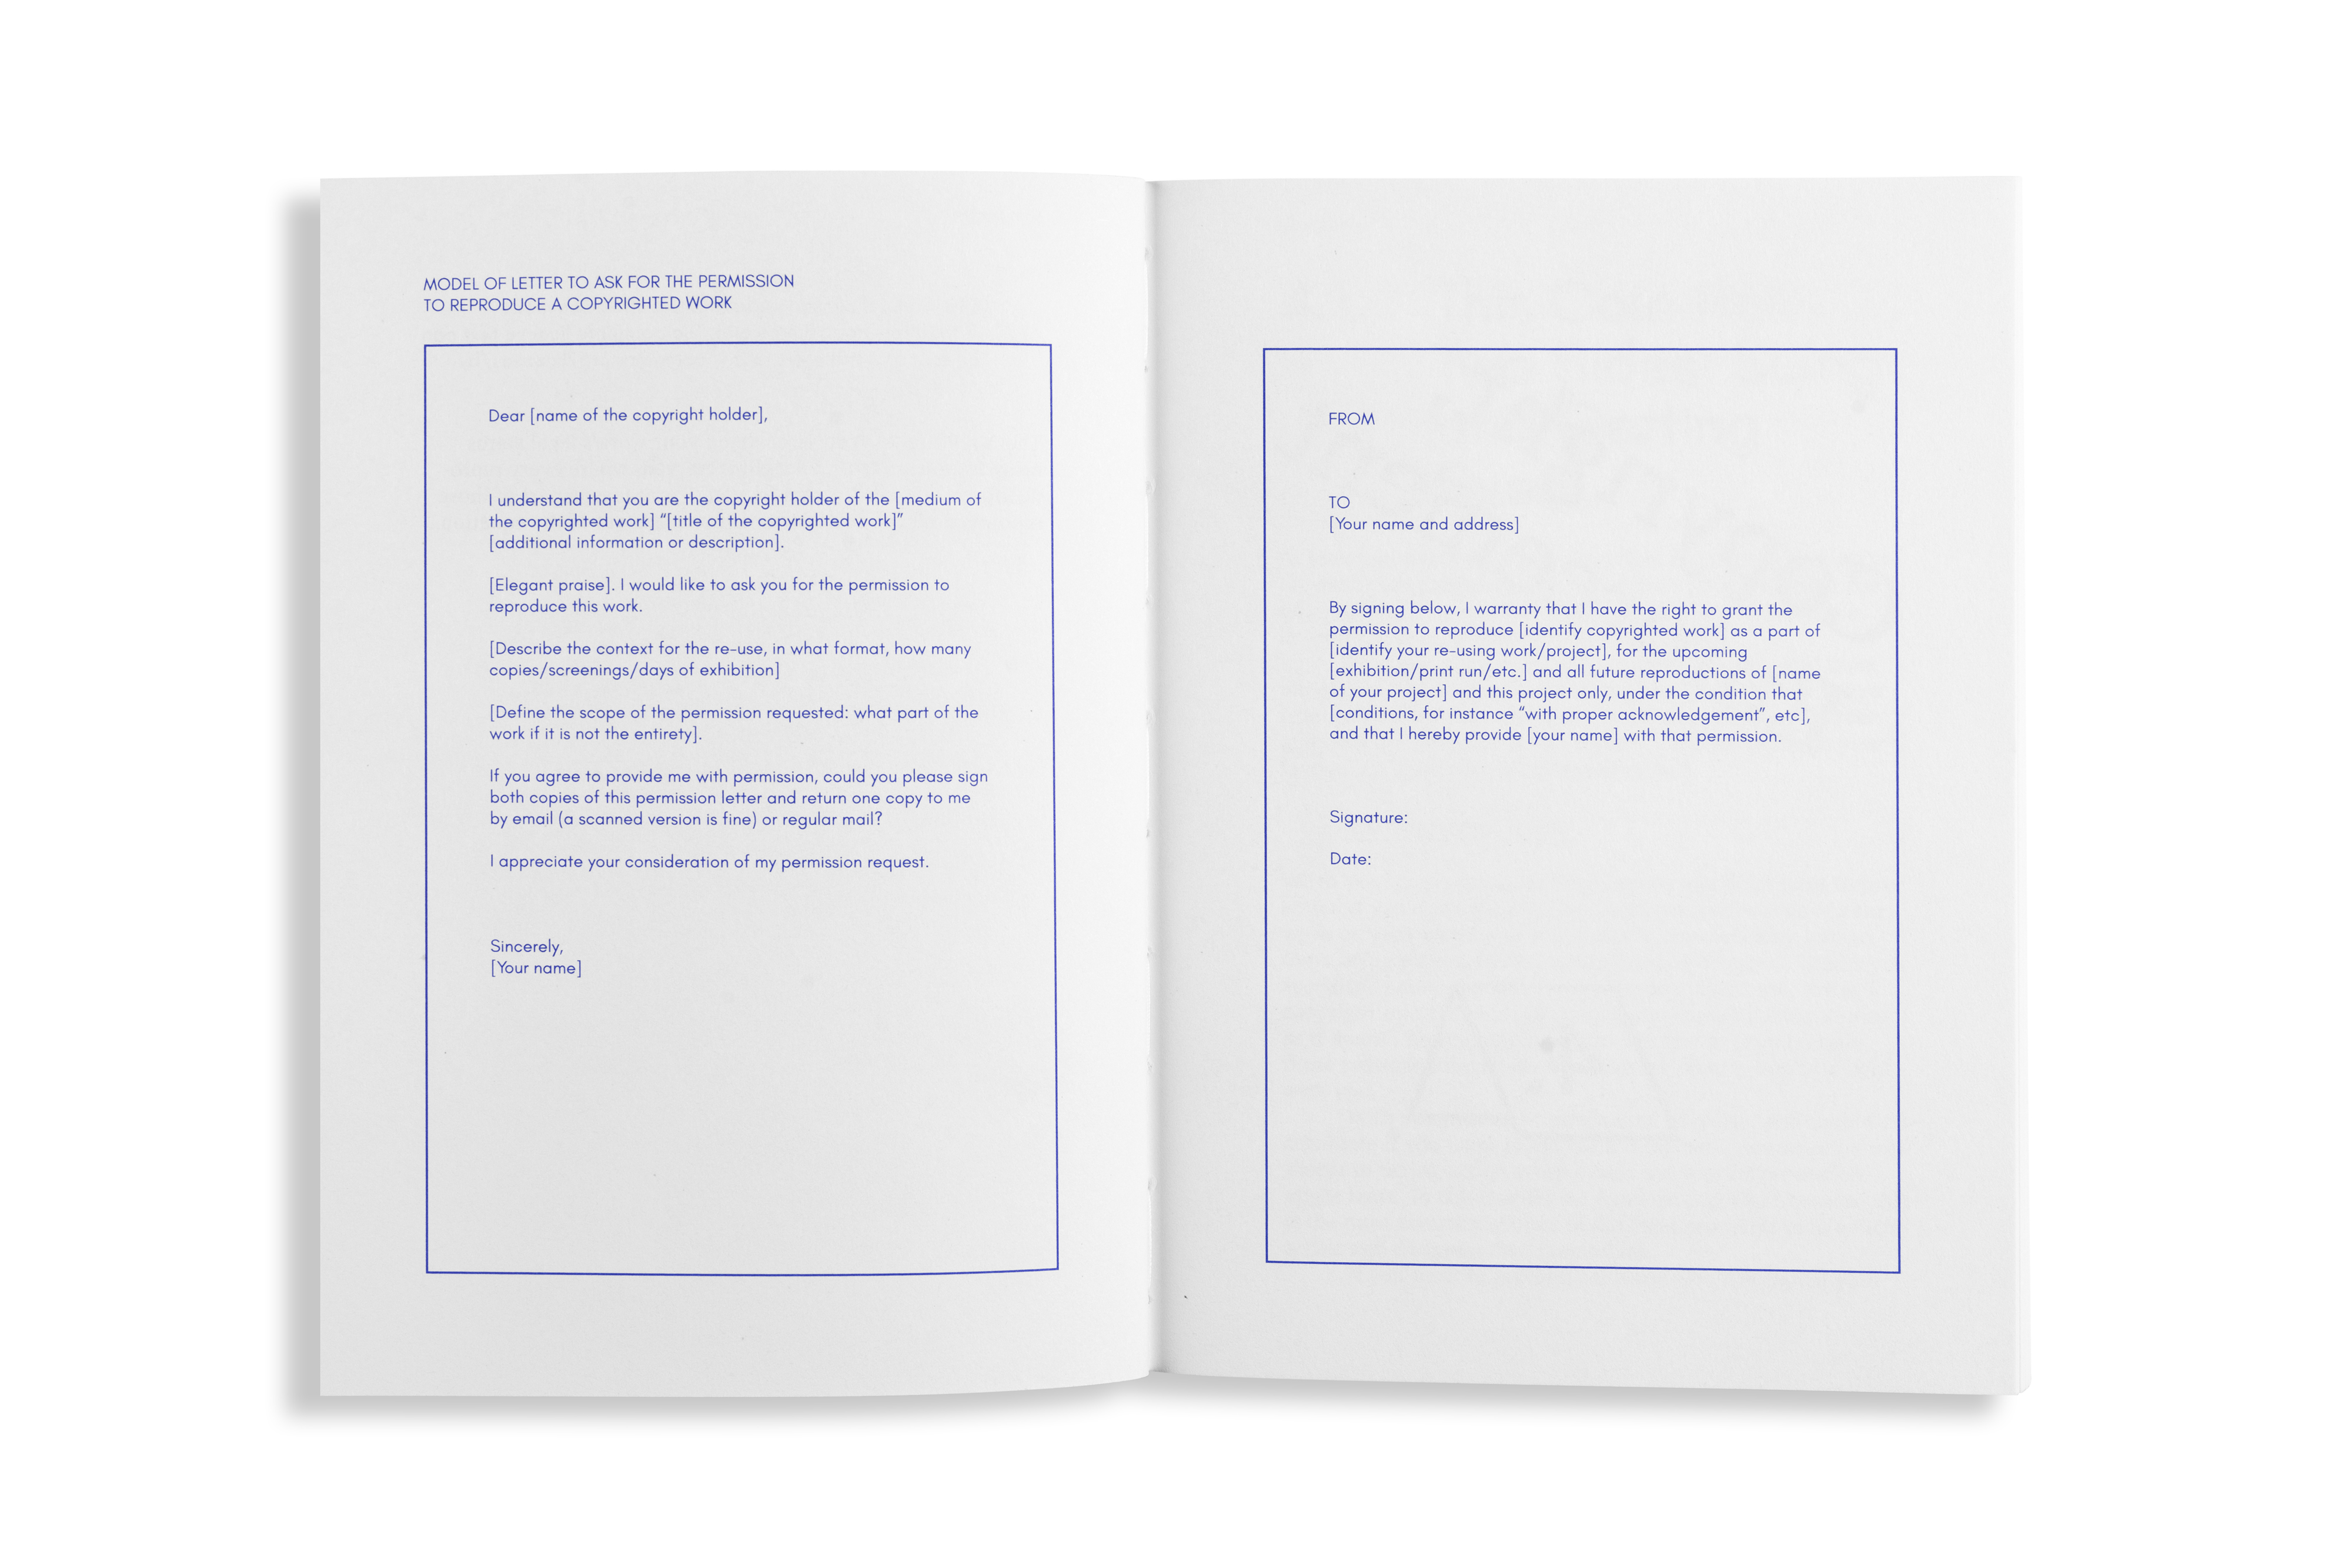 MODEL OF LETTER TO ASK FOR THE PERMISSION
TO REPRODUCE A COPYRIGHTED WORK
Dear [name of the copyright holder],
I understand that you are the copyright holder of the [medium of
the copyrighted work] “[title of the copyrighted work]”
[additional information or description].
[Elegant praise]. I would like to ask you for the permission to
reproduce this work.
[Describe the context for the re-use, in what format, how many
copies/screenings/days of exhibition]
[Define the scope of the permission requested: what part of the
work if it is not the entirety].
If you agree to provide me with permission, could you please sign
both copies of this permission letter and return one copy to me
by email (a scanned version is fine) or regular mail?
I appreciate your consideration of my permission request.
Sincerely,
[Your name]
FROM
TO
[Your name and address]
By signing below, I warranty that I have the right to grant the
permission to reproduce [identify copyrighted work] as a part of
[identify your re-using work/project], for the upcoming
[exhibition/print run/etc.] and all future reproductions of [name
of your project] and this project only, under the condition that
[conditions, for instance “with proper acknowledgement”, etc],
and that I hereby provide [your name] with that permission.
Signature:
Date: